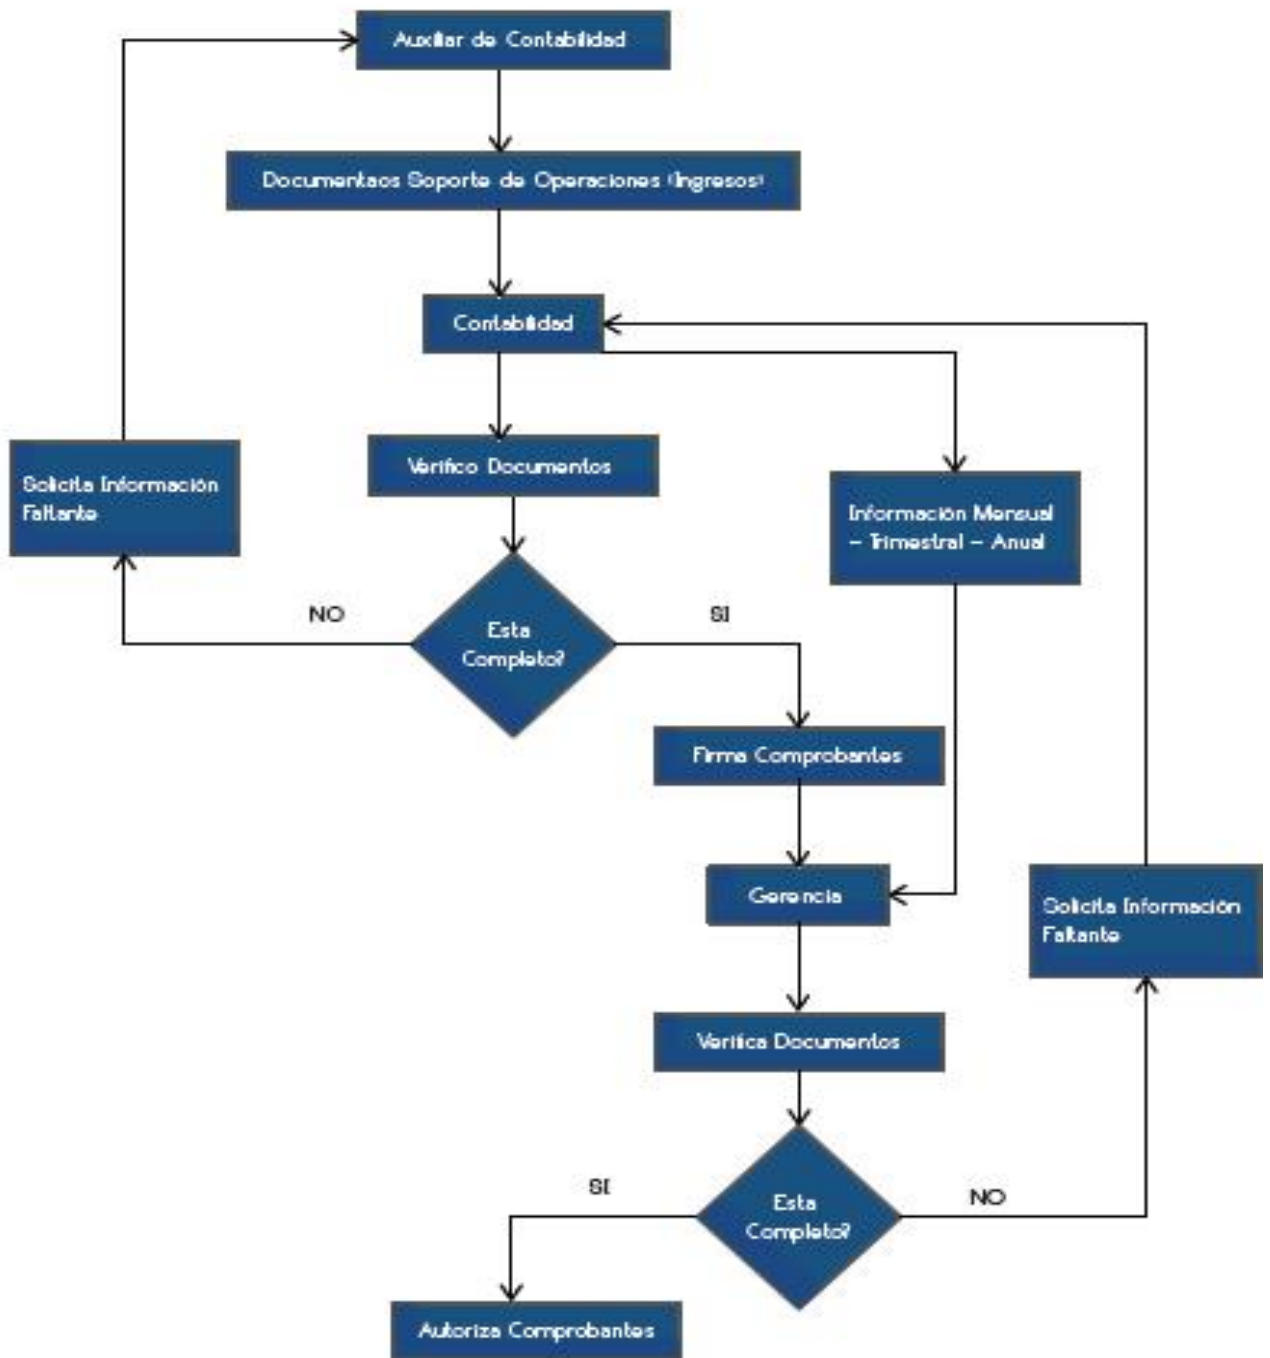 Auxiliar de Contabilidad
Documentaos Soporte de Operaciones (Ingresos)
Contabilidad
Verifico Documentos
Solicita Información
Faltante
Información Mensual
- Trimestral - Anual
NO
SI
Esta
Completo?
Firma Comprobantes
Gerencia
Solicita Información
Faltante
Verifica Documentos
SI
NO
Esta
Completo?
Autoriza Comprobantes